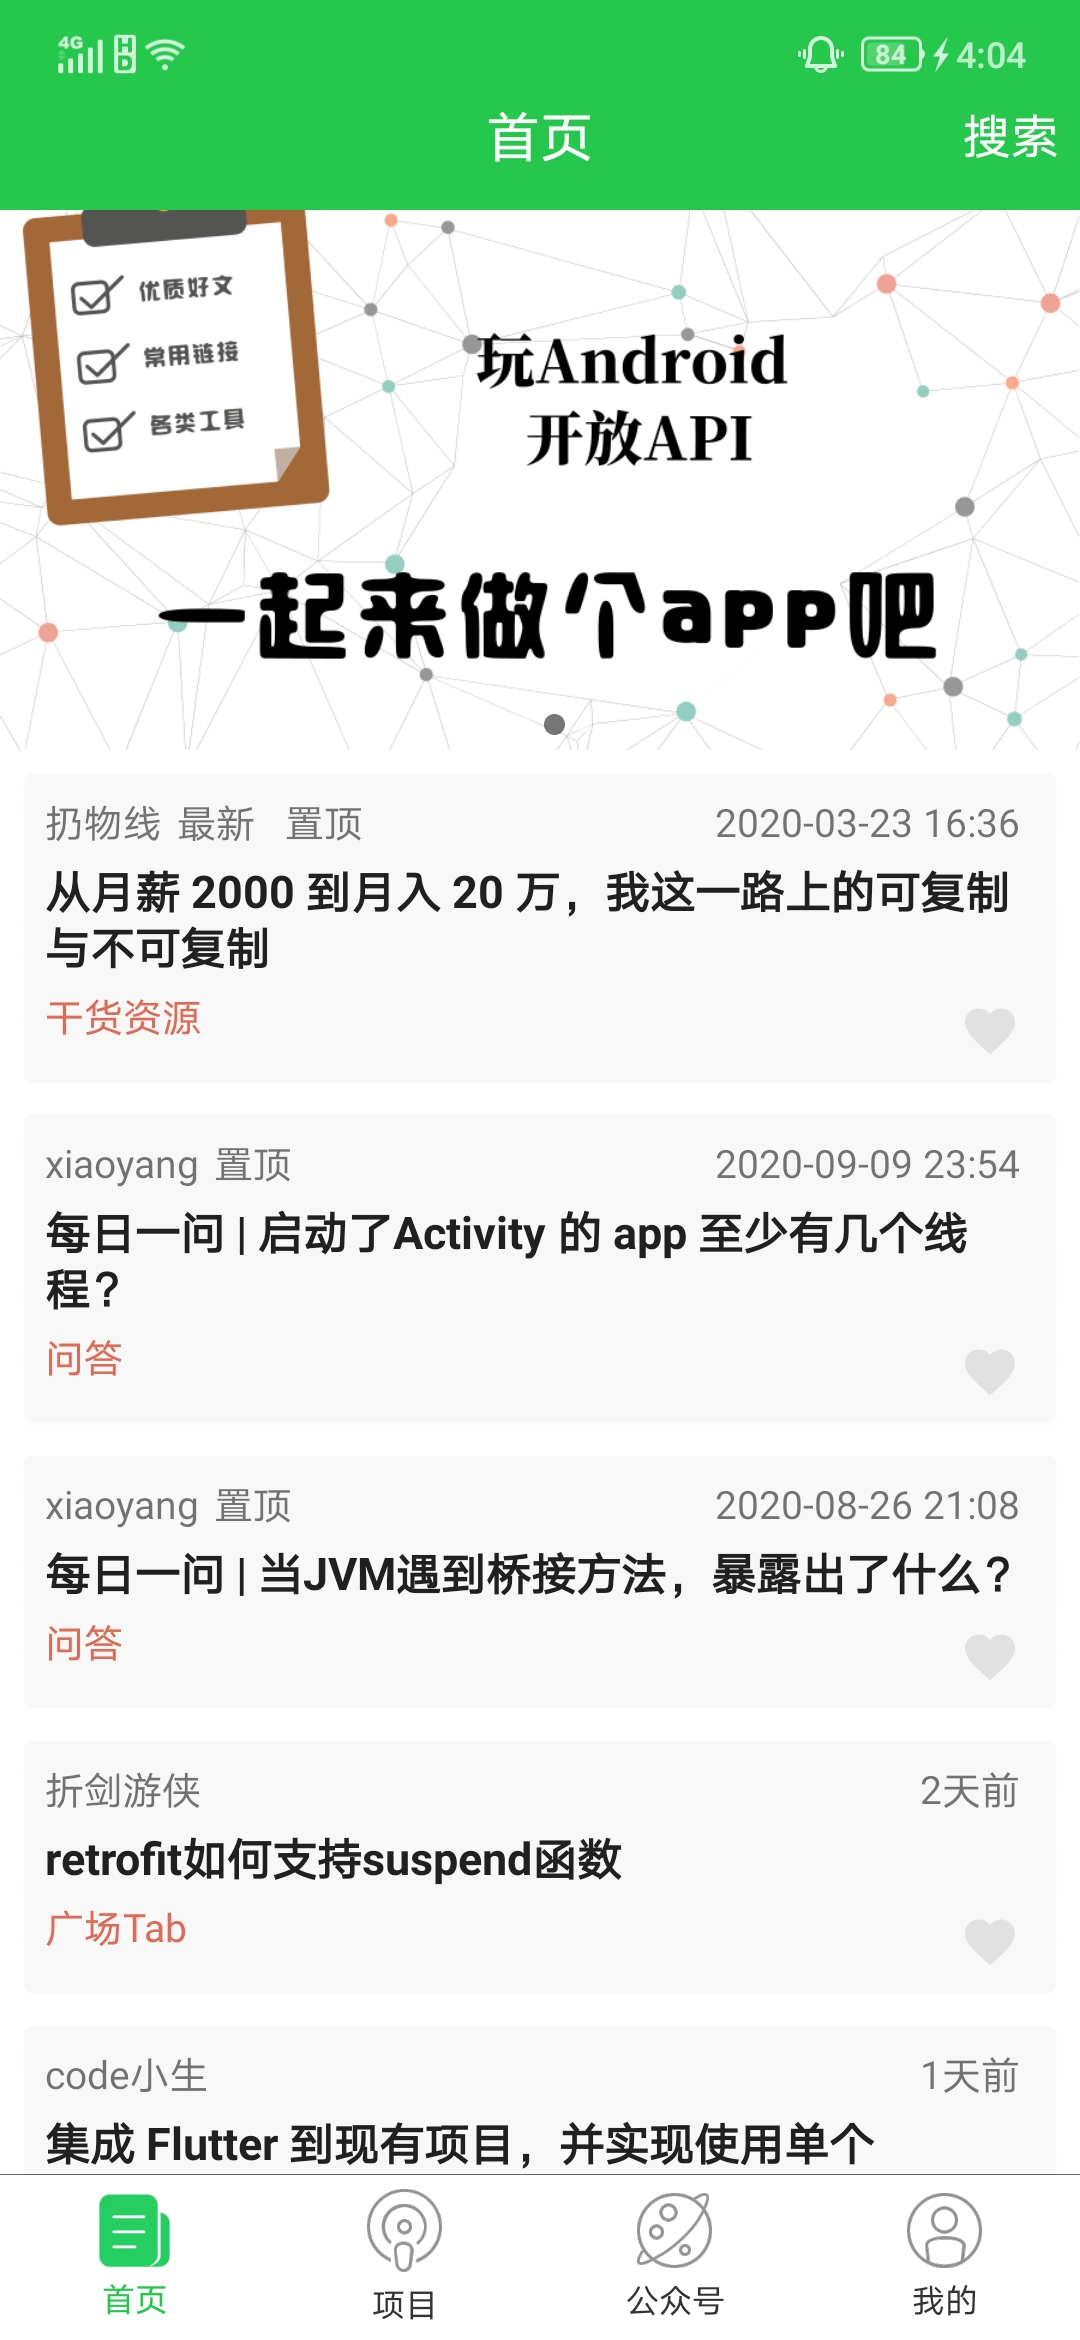 4G HD 84 4:04
首页 搜索
优质好文
常用链接
各类工具
玩Android
开放API
一起来做个app吧
扔物线 最新 置顶 2020-03-23 16:36
从月薪 2000 到月入 20 万，我这一路上的可复制
与不可复制
干货资源
xiaoyang 置顶 2020-09-09 23:54
每日一问 | 启动了Activity 的 app 至少有几个线
程？
问答
xiaoyang 置顶 2020-08-26 21:08
每日一问 | 当JVM遇到桥接方法，暴露出了什么？
问答
折剑游侠 2天前
retrofit如何支持suspend函数
广场Tab
code小生 1天前
集成 Flutter 到现有项目，并实现使用单个
首页 项目 公众号 我的